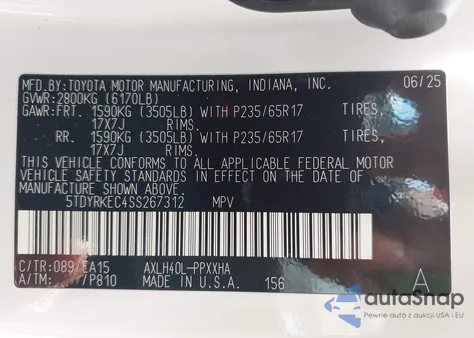 MFD.BY:TOYOTA MOTOR MANUFACTURING, INDIANA, INC. 06/25
GVWR:2800KG (6170LB)
GAWR:FRT. 1590KG (3505LB) WITH P235/65R17 TIRES,
17X7J RIMS.
RR. 1590KG (3505LB) WITH P235/65R17 TIRES,
17X7J RIMS.
THIS VEHICLE CONFORMS TO ALL APPLICABLE FEDERAL MOTOR
VEHICLE SAFETY STANDARDS IN EFFECT ON THE DATE OF
MANUFACTURE SHOWN ABOVE.
5TDYRKEC4SS267312 MPV
C/TR:089/EA15 AXLH40L-PPXXHA
A/TM: /P810 MADE IN U.S.A. 156 A
autoSnap
Pewne auta z aukcji USA i EU